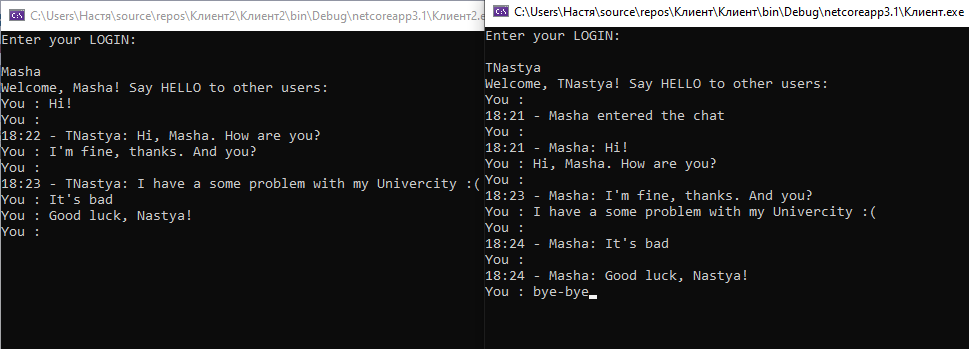 C:\Users\Настя\source\repos\Клиент2\Клиент2\bin\Debug\netcoreapp3.1\Клиент2.e
Enter your LOGIN:
Masha
Welcome, Masha! Say HELLO to other users:
You : Hi!
You :
18:22 - TNastya: Hi, Masha. How are you?
You : I'm fine, thanks. And you?
You :
18:23 - TNastya: I have a some problem with my Univercity :(
You : It's bad
You : Good luck, Nastya!
You :
C:\Users\Настя\source\repos\Клиент\Клиент\bin\Debug\netcoreapp3.1\Клиент.exe
Enter your LOGIN:
TNastya
Welcome, TNastya! Say HELLO to other users:
You :
18:21 - Masha entered the chat
You :
18:21 - Masha: Hi!
You : Hi, Masha. How are you?
You :
18:23 - Masha: I'm fine, thanks. And you?
You : I have a some problem with my Univercity :(
You :
18:24 - Masha: It's bad
You :
18:24 - Masha: Good luck, Nastya!
You : bye-bye